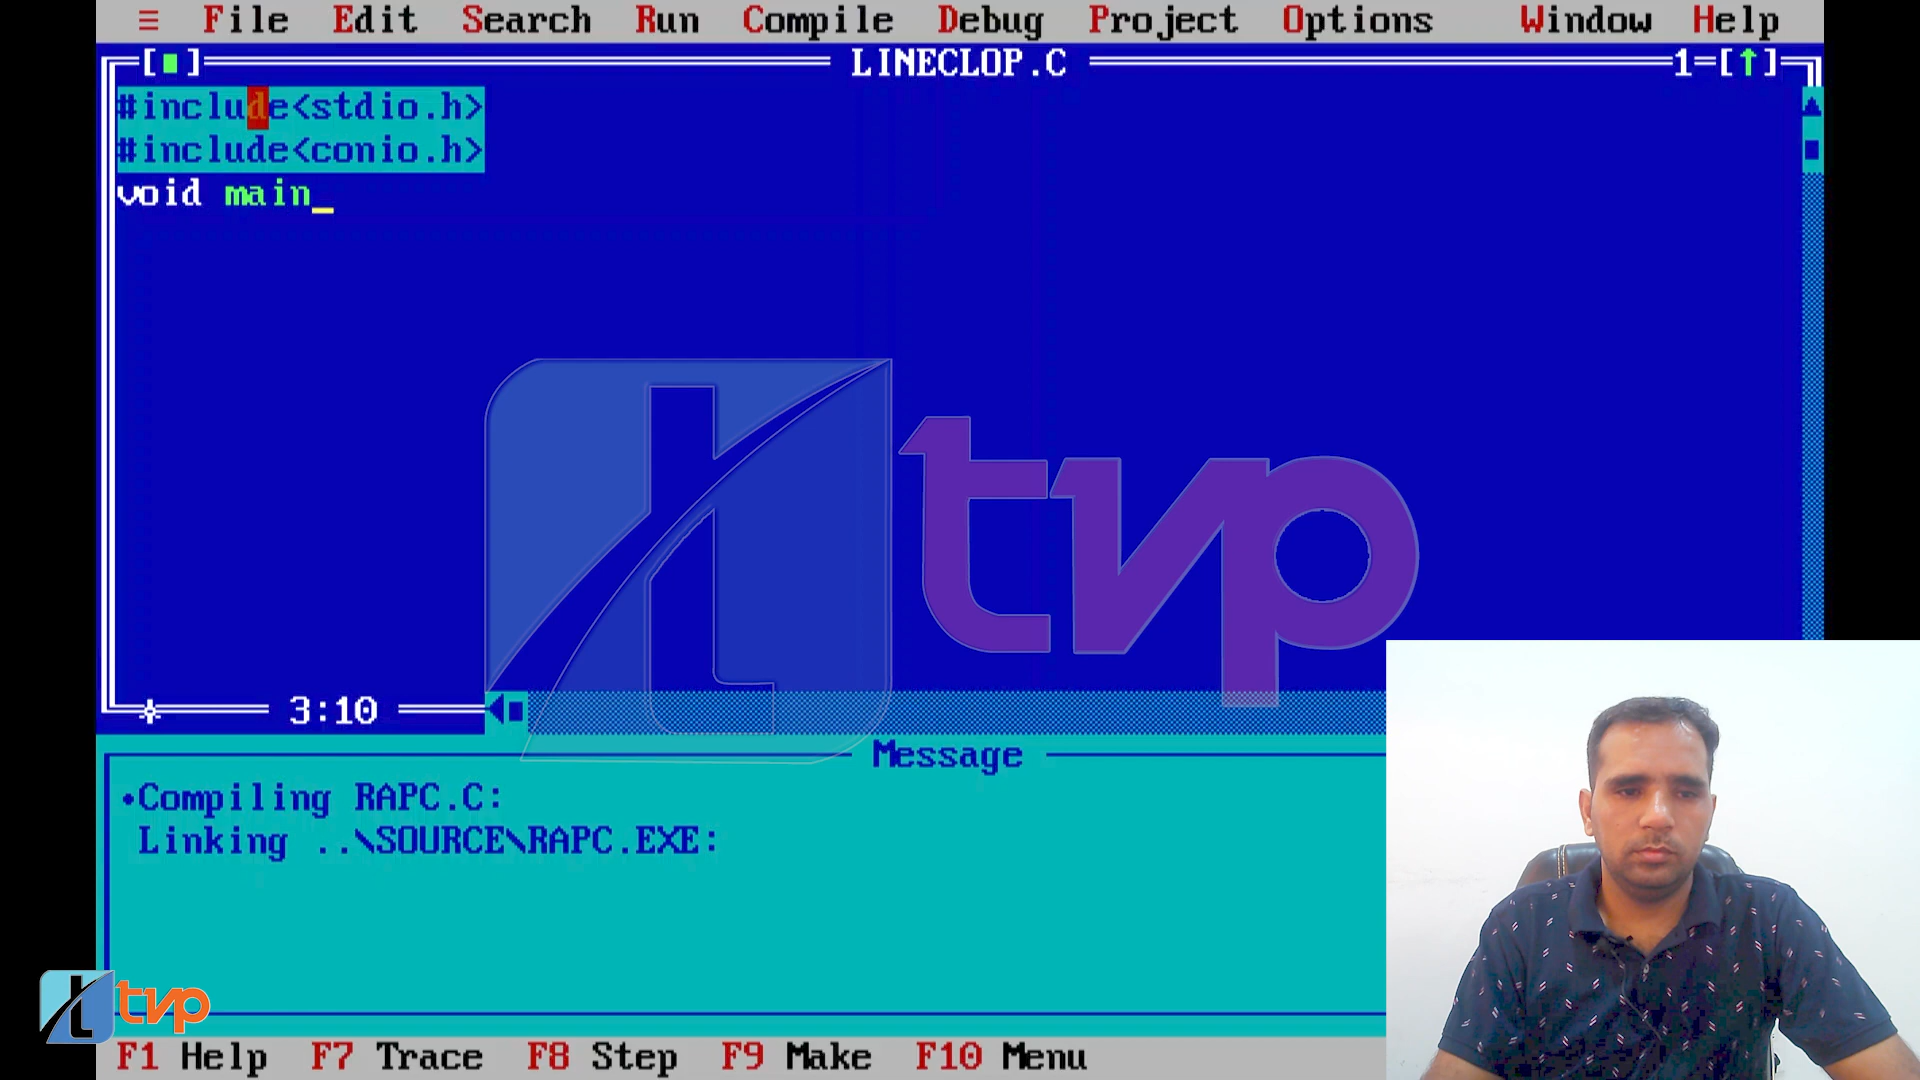 ≡ File Edit Search Run Compile Debug Project Options Window Help
[■] LINECLOP.C 1=[↑]
#include<stdio.h>
#include<conio.h>
void main_
tvp
3:10
Message
•Compiling RAPC.C:
Linking ..\SOURCE\RAPC.EXE:
tvp
F1 Help F7 Trace F8 Step F9 Make F10 Menu